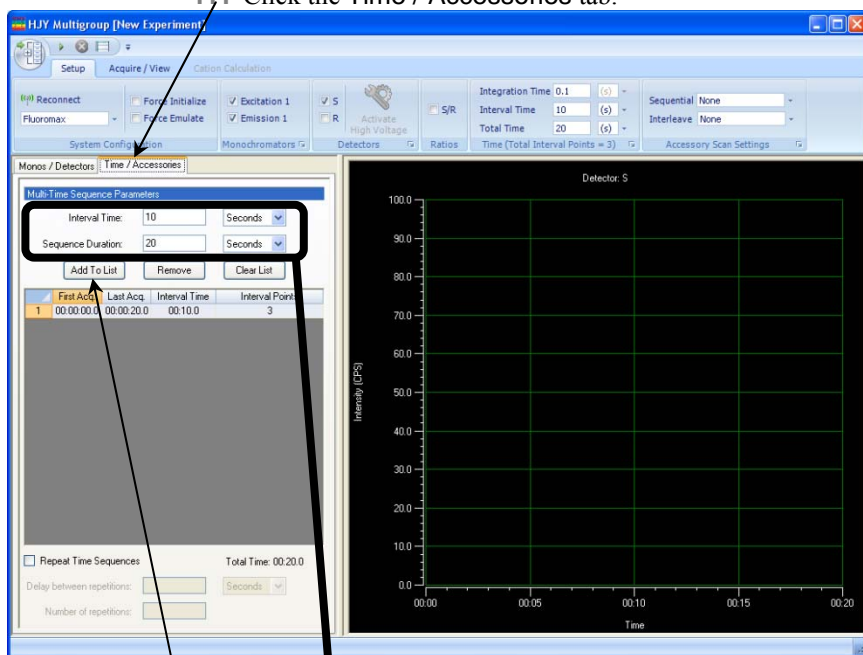 Click the Time / Accessories tab.
HJY Multigroup [New Experiment]
Setup Acquire / View Cation Calculation
Reconnect
Fluoromax
Force Initialize
Force Emulate
System Configuration
Excitation 1
Emission 1
Monochromators
S
R
Activate
High Voltage
Detectors
S/R
Ratios
Integration Time 0.1 (s)
Interval Time 10 (s)
Total Time 20 (s)
Time (Total Interval Points = 3)
Sequential None
Interleave None
Accessory Scan Settings
Monos / Detectors Time / Accessories
Multi-Time Sequence Parameters
Interval Time: 10 Seconds
Sequence Duration: 20 Seconds
Add To List Remove Clear List
First Acq. Last Acq. Interval Time Interval Points
1 00:00:00.0 00:00:20.0 00:10.0 3
Repeat Time Sequences Total Time: 00:20.0
Delay between repetitions: Seconds
Number of repetitions:
Detector: S
100.0
90.0
80.0
70.0
60.0
50.0
40.0
30.0
20.0
10.0
0.0
Intensity (CPS)
00:00 00:05 00:10 00:15 00:20
Time